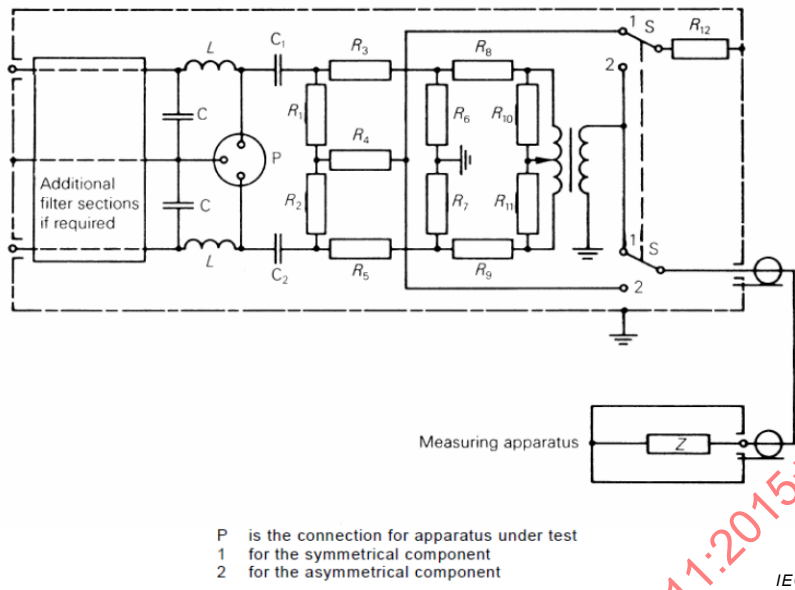 L
C1
R3
R8
1
S
R12
2
C
R1
R6
R10
P
R4
Additional
filter sections
if required
C
R2
R7
R11
L
C2
R5
R9
1
S
2
Measuring apparatus
Z
P is the connection for apparatus under test
1 for the symmetrical component
2 for the asymmetrical component
11:2015